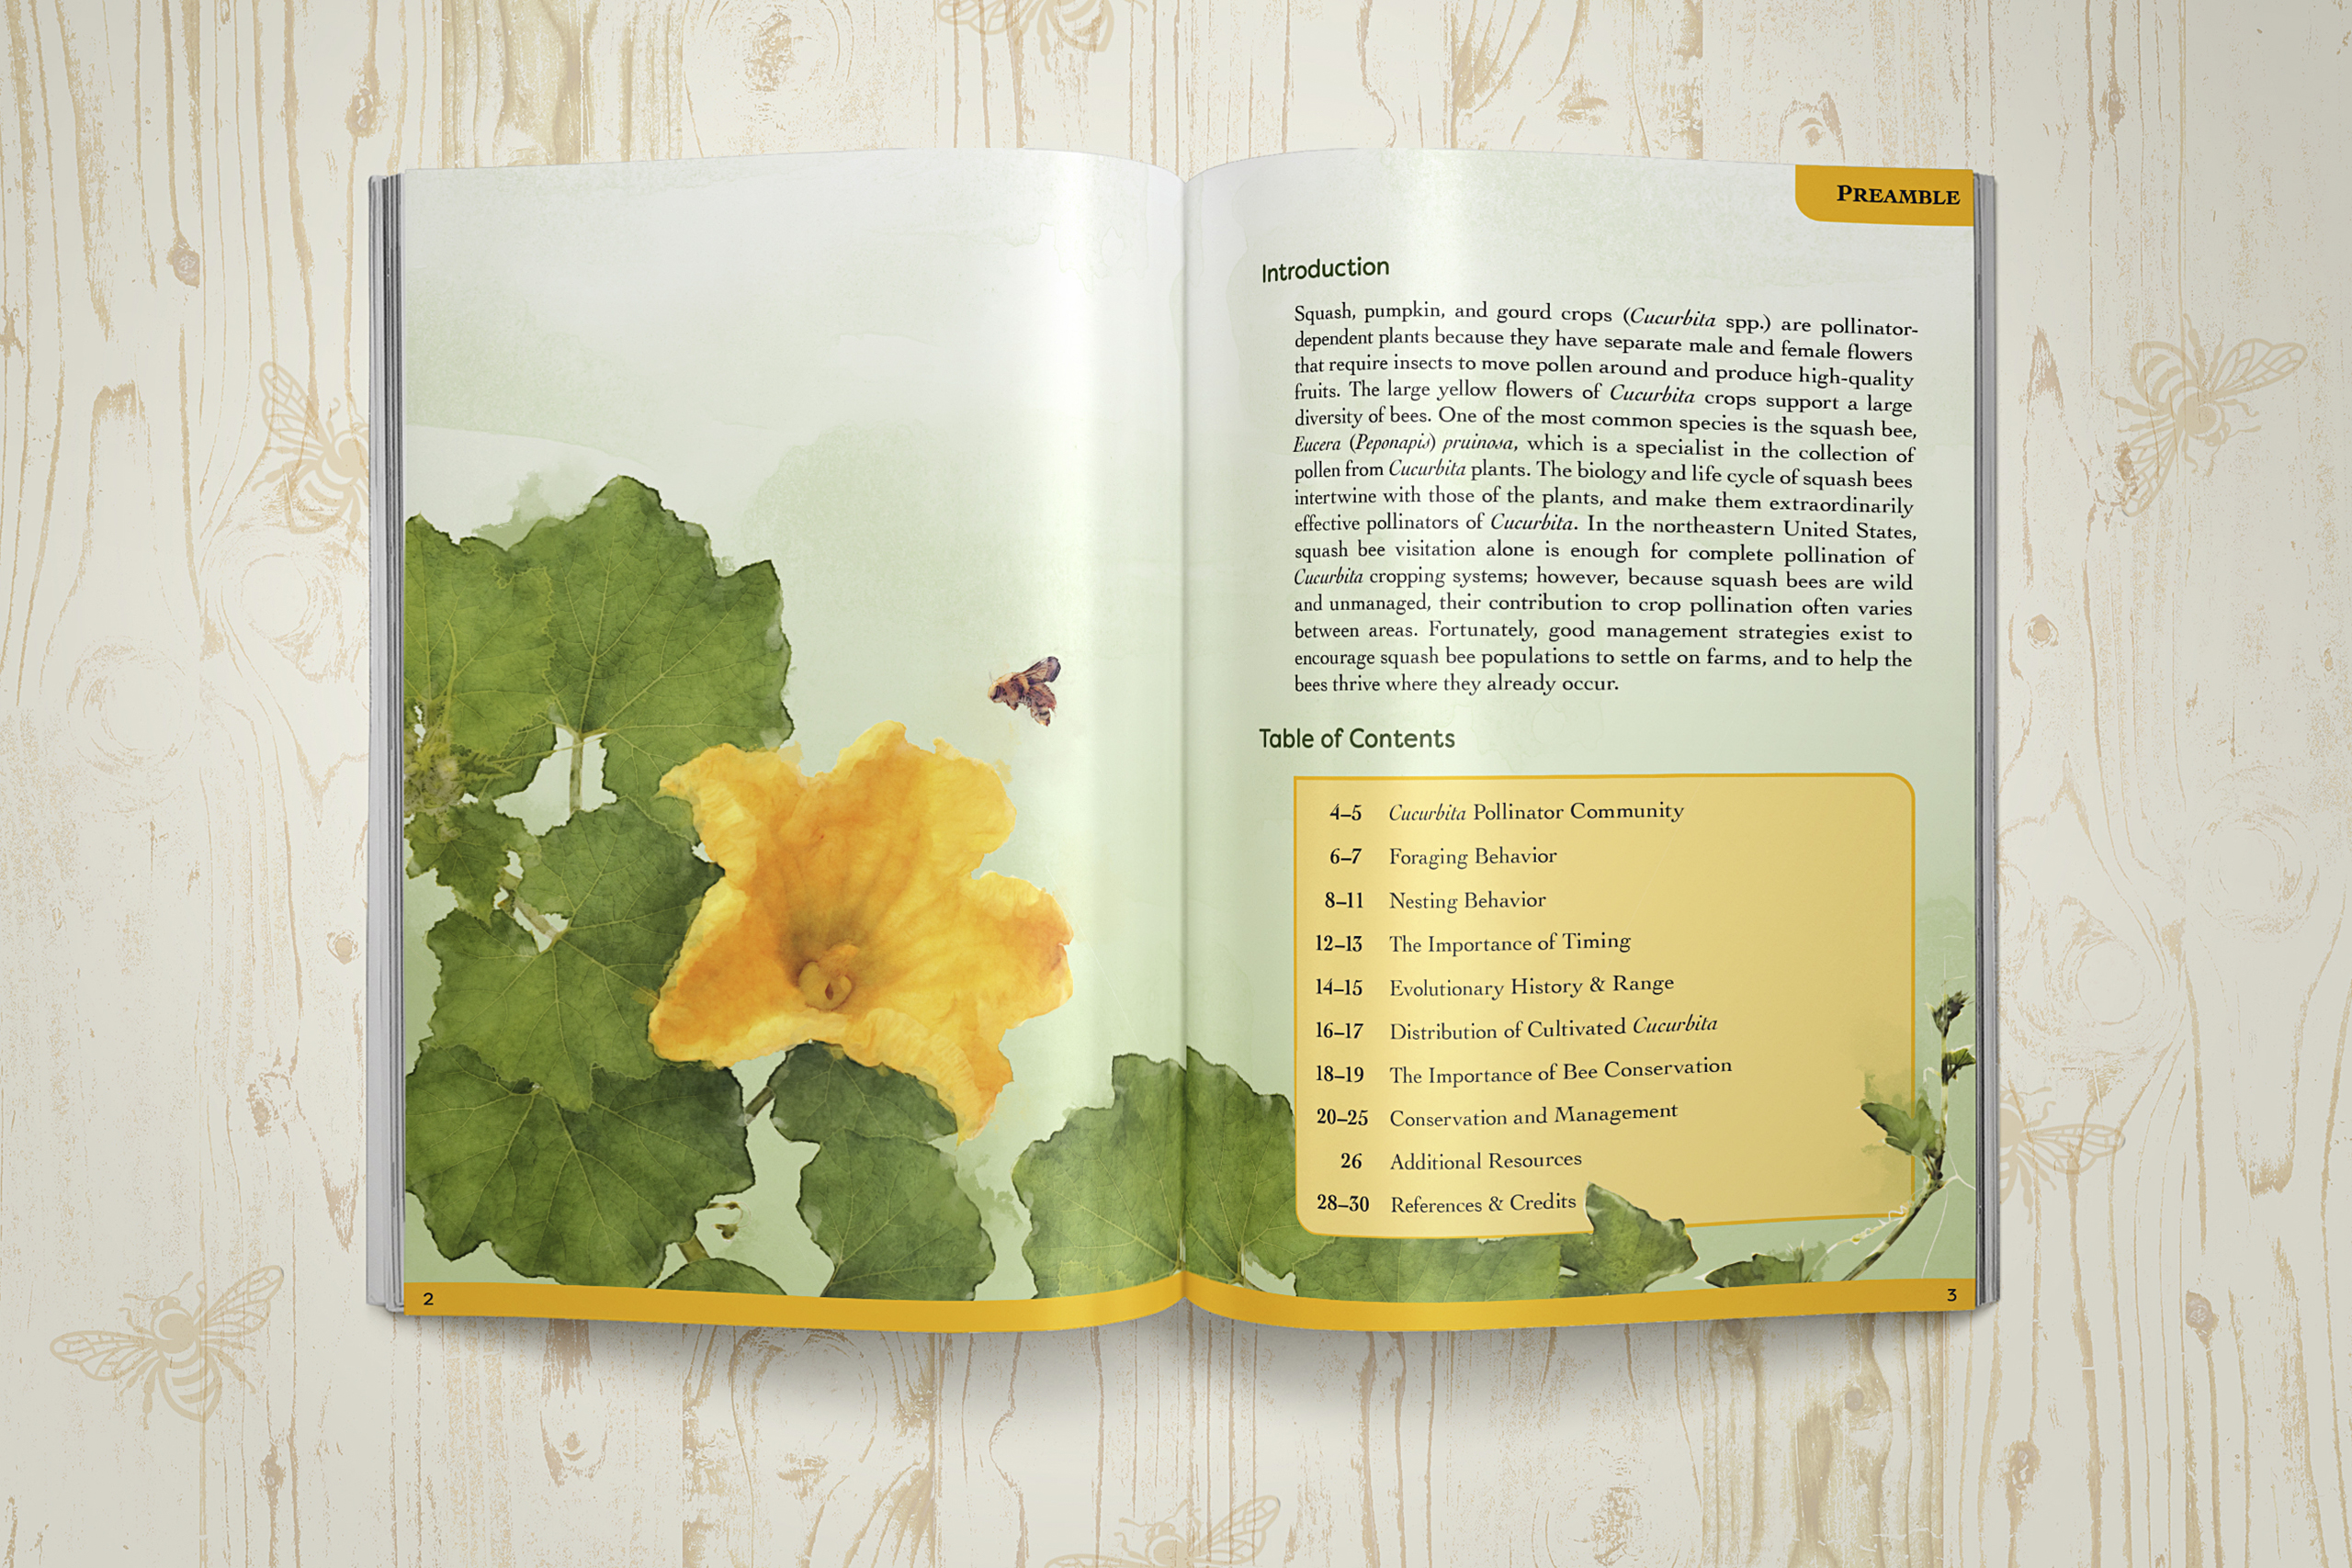 PREAMBLE
Introduction
Squash, pumpkin, and gourd crops (Cucurbita spp.) are pollinator-
dependent plants because they have separate male and female flowers
that require insects to move pollen around and produce high-quality
fruits. The large yellow flowers of Cucurbita crops support a large
diversity of bees. One of the most common species is the squash bee,
Eucera (Peponapis) pruinosa, which is a specialist in the collection of
pollen from Cucurbita plants. The biology and life cycle of squash bees
intertwine with those of the plants, and make them extraordinarily
effective pollinators of Cucurbita. In the northeastern United States,
squash bee visitation alone is enough for complete pollination of
Cucurbita cropping systems; however, because squash bees are wild
and unmanaged, their contribution to crop pollination often varies
between areas. Fortunately, good management strategies exist to
encourage squash bee populations to settle on farms, and to help the
bees thrive where they already occur.
Table of Contents
4–5 Cucurbita Pollinator Community
6–7 Foraging Behavior
8–11 Nesting Behavior
12–13 The Importance of Timing
14–15 Evolutionary History & Range
16–17 Distribution of Cultivated Cucurbita
18–19 The Importance of Bee Conservation
20–25 Conservation and Management
26 Additional Resources
28–30 References & Credits
2
3